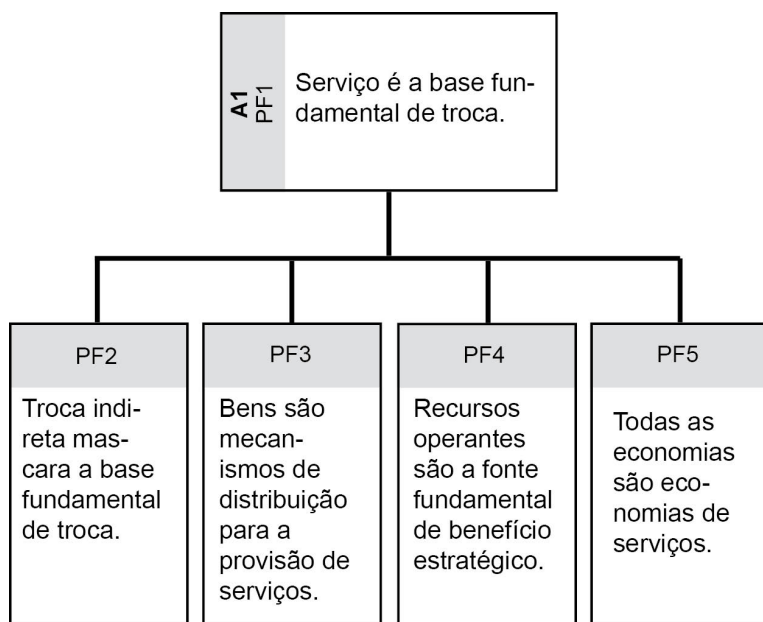 A1
PF1
Serviço é a base fun-
damental de troca.
PF2
Troca indi-
reta mas-
cara a base
fundamental
de troca.
PF3
Bens são
mecan-
ismos de
distribuição
para a
provisão de
serviços.
PF4
Recursos
operantes
são a fonte
fundamental
de benefício
estratégico.
PF5
Todas as
economias
são eco-
nomias de
serviços.